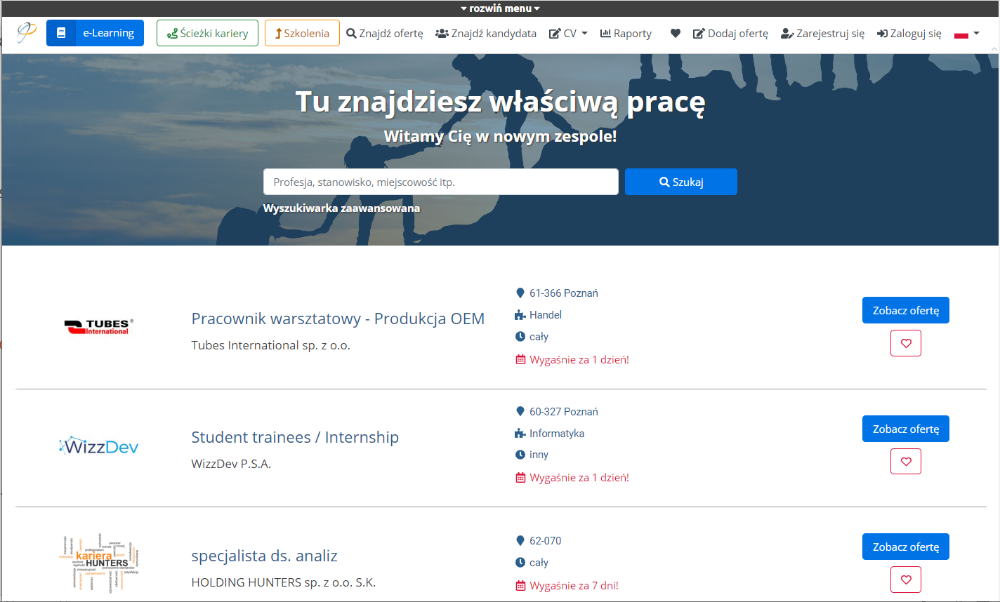 rozwiń menu
e-Learning Ścieżki kariery Szkolenia Znajdź ofertę Znajdź kandydata CV Raporty Dodaj ofertę Zarejestruj się Zaloguj się
Tu znajdziesz właściwą pracę
Witamy Cię w nowym zespole!
Profesja, stanowisko, miejscowość itp.
Szukaj
Wyszukiwarka zaawansowana
TUBES®
International
Pracownik warsztatowy - Produkcja OEM
Tubes International sp. z o.o.
61-366 Poznań
Handel
cały
Wygaśnie za 1 dzień!
Zobacz ofertę
WizzDev
Student trainees / Internship
WizzDev P.S.A.
60-327 Poznań
Informatyka
inny
Wygaśnie za 1 dzień!
Zobacz ofertę
kariera
HUNTERS
specjalista ds. analiz
HOLDING HUNTERS sp. z o.o. S.K.
62-070
cały
Wygaśnie za 7 dni!
Zobacz ofertę